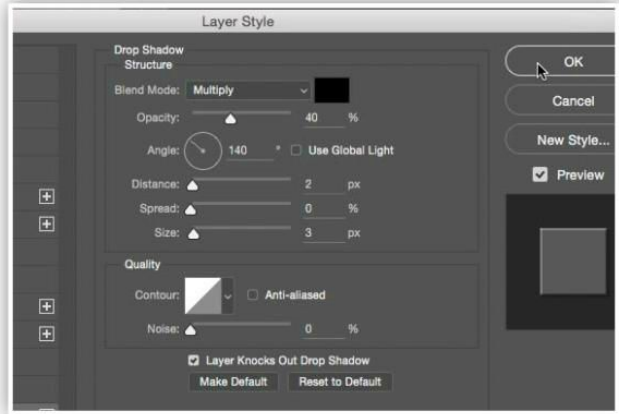 Layer Style
Drop Shadow
Structure
Blend Mode: Multiply
Opacity: 40 %
Angle: 140 ° Use Global Light
Distance: 2 px
Spread: 0 %
Size: 3 px
Quality
Contour: Anti-aliased
Noise: 0 %
Layer Knocks Out Drop Shadow
Make Default Reset to Default
OK
Cancel
New Style...
Preview